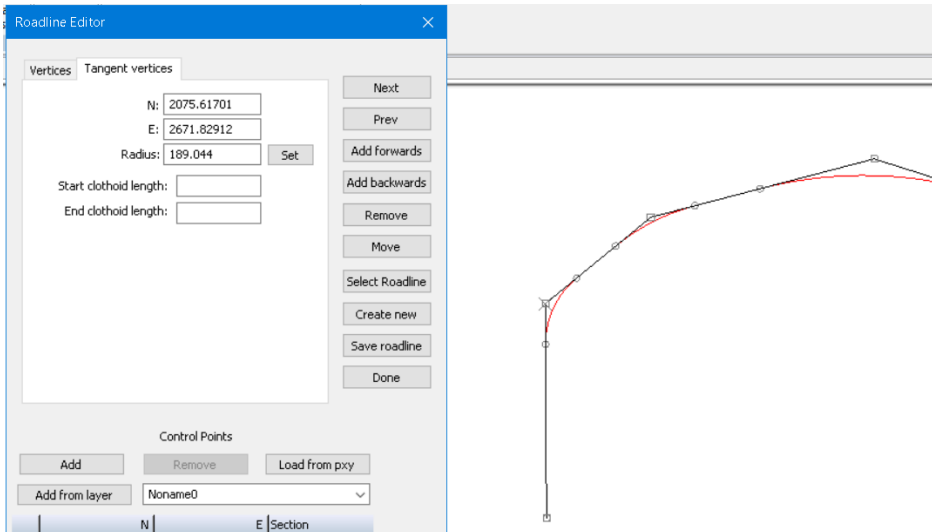 Roadline Editor
Vertices
Tangent vertices
N: 2075.61701
E: 2671.82912
Radius: 189.044
Set
Start clothoid length:
End clothoid length:
Next
Prev
Add forwards
Add backwards
Remove
Move
Select Roadline
Create new
Save roadline
Done
Control Points
Add
Remove
Load from pxy
Add from layer
Noname0
N
E
Section